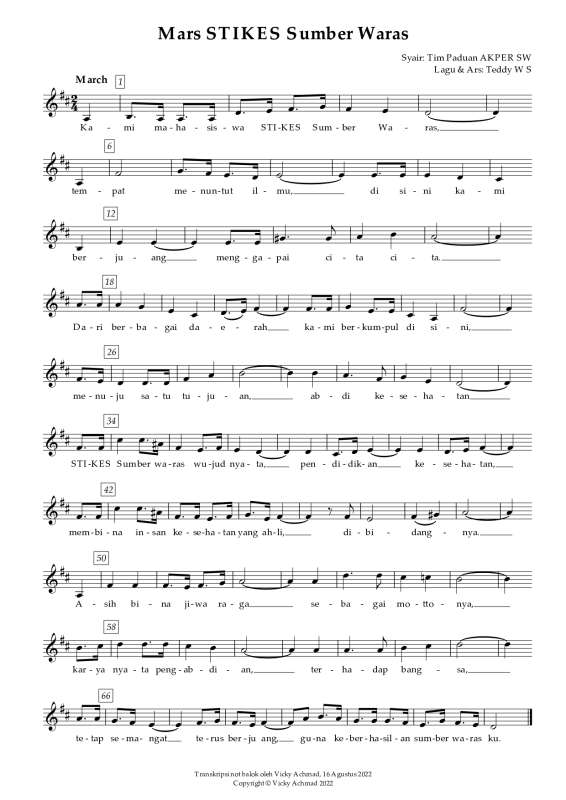 Mars STIKES Sumber Waras
Syair: Tim Paduan AKPER SW
Lagu & Ars: Teddy W S
March
1
2
4
Ka - mi ma - ha - sis - wa STI-KES Sum - ber Wa - ras,
6
tem - pat me - nun - tut il - mu, di si - ni ka - mi
12
ber - ju - ang meng - ga - pai ci - ta ci - ta.
18
Da - ri ber - ba - gai da - e - rah, ka - mi ber - kum - pul di si - ni,
26
me - nu - ju sa - tu tu - ju - an, ab - di ke - se - ha - tan
34
STI-KES Sumber wa - ras wu - jud nya - ta, pen - di - dik - an ke - se - ha - tan,
42
mem - bi - na in - san ke - se - ha - tan yang ah - li, di - bi - dang - nya.
50
A - sih bi - na ji - wa ra - ga se - ba - gai mo - tto - nya,
58
kar - ya nya - ta peng - ab - di - an, ter - ha - dap bang - sa,
66
te - tap se - ma - ngat te - rus ber - ju ang, gu - na ke - ber - ha - sil - an sum - ber wa - ras ku.
Transkripsi not balok oleh Vicky Achmad, 16 Agustus 2022
Copyright © Vicky Achmad 2022